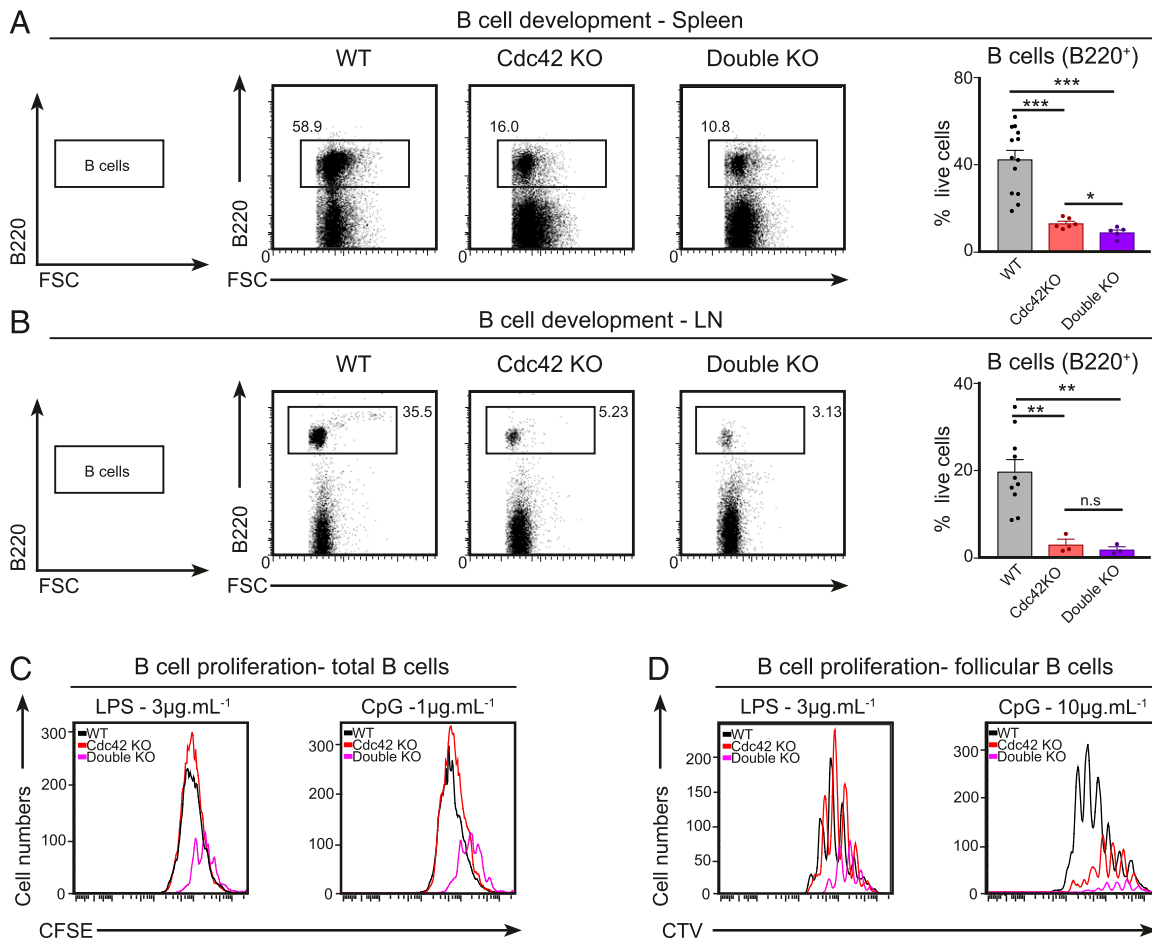 A
B cell development - Spleen
WT
Cdc42 KO
Double KO
B cells (B220+)
B cells
B220
FSC
B220
58.9
0
16.0
0
10.8
0
FSC
% live cells
80
40
0
***
***
*
WT
Cdc42KO
Double KO
B
B cell development - LN
WT
Cdc42 KO
Double KO
B cells (B220+)
B cells
B220
FSC
B220
35.5
0
5.23
0
3.13
0
FSC
% live cells
40
20
0
**
**
n.s
WT
Cdc42KO
Double KO
C
B cell proliferation- total B cells
LPS - 3µg.mL-1
CpG -1µg.mL-1
Cell numbers
300
200
100
0
WT
Cdc42 KO
Double KO
300
200
100
0
WT
Cdc42 KO
Double KO
CFSE
D
B cell proliferation- follicular B cells
LPS - 3µg.mL-1
CpG - 10µg.mL-1
Cell numbers
200
150
100
50
0
WT
Cdc42 KO
Double KO
300
200
100
0
WT
Cdc42 KO
Double KO
CTV